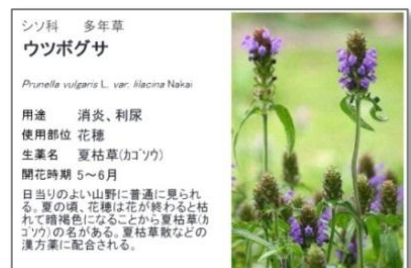 シソ科　多年草
ウツボグサ
Prunella vulgaris L. var. lilacina Nakai
用途　消炎、利尿
使用部位　花穂
生薬名　夏枯草(ｶｺﾞｿｳ)
開花時期　5～6月
日当りのよい山野に普通に見ら
れる。夏の頃、花穂は花が終わると枯
れて暗褐色になることから夏枯草(ｶ
ｺﾞｿｳ)の名がある。夏枯草散などの
漢方薬に配合される。